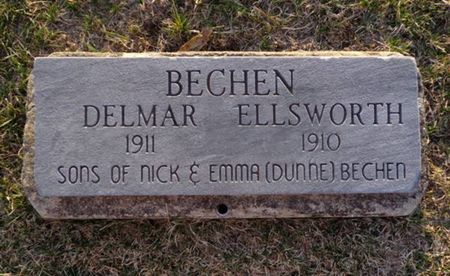 BECHEN
DELMAR ELLSWORTH
1911 1910
SONS OF NICK & EMMA (DUNNE) BECHEN